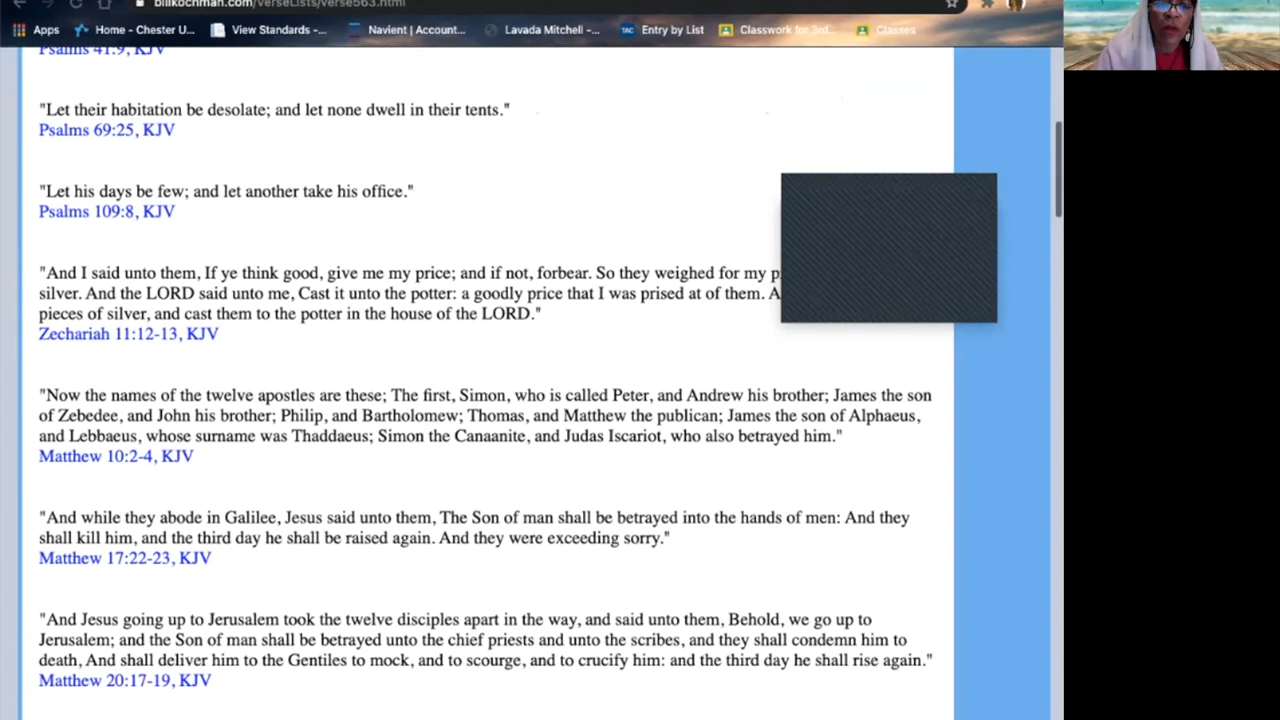 billkochman.com/VerseLists/verse563.html
Apps Home - Chester U... View Standards -... Navient | Account... Lavada Mitchell -... Entry by List Classwork for 3rd... Classes
Psalms 41:9, KJV
"Let their habitation be desolate; and let none dwell in their tents."
Psalms 69:25, KJV
"Let his days be few; and let another take his office."
Psalms 109:8, KJV
"And I said unto them, If ye think good, give me my price; and if not, forbear. So they weighed for my p
silver. And the LORD said unto me, Cast it unto the potter: a goodly price that I was prised at of them. A
pieces of silver, and cast them to the potter in the house of the LORD."
Zechariah 11:12-13, KJV
"Now the names of the twelve apostles are these; The first, Simon, who is called Peter, and Andrew his brother; James the son
of Zebedee, and John his brother; Philip, and Bartholomew; Thomas, and Matthew the publican; James the son of Alphaeus,
and Lebbaeus, whose surname was Thaddaeus; Simon the Canaanite, and Judas Iscariot, who also betrayed him."
Matthew 10:2-4, KJV
"And while they abode in Galilee, Jesus said unto them, The Son of man shall be betrayed into the hands of men: And they
shall kill him, and the third day he shall be raised again. And they were exceeding sorry."
Matthew 17:22-23, KJV
"And Jesus going up to Jerusalem took the twelve disciples apart in the way, and said unto them, Behold, we go up to
Jerusalem; and the Son of man shall be betrayed unto the chief priests and unto the scribes, and they shall condemn him to
death, And shall deliver him to the Gentiles to mock, and to scourge, and to crucify him: and the third day he shall rise again."
Matthew 20:17-19, KJV